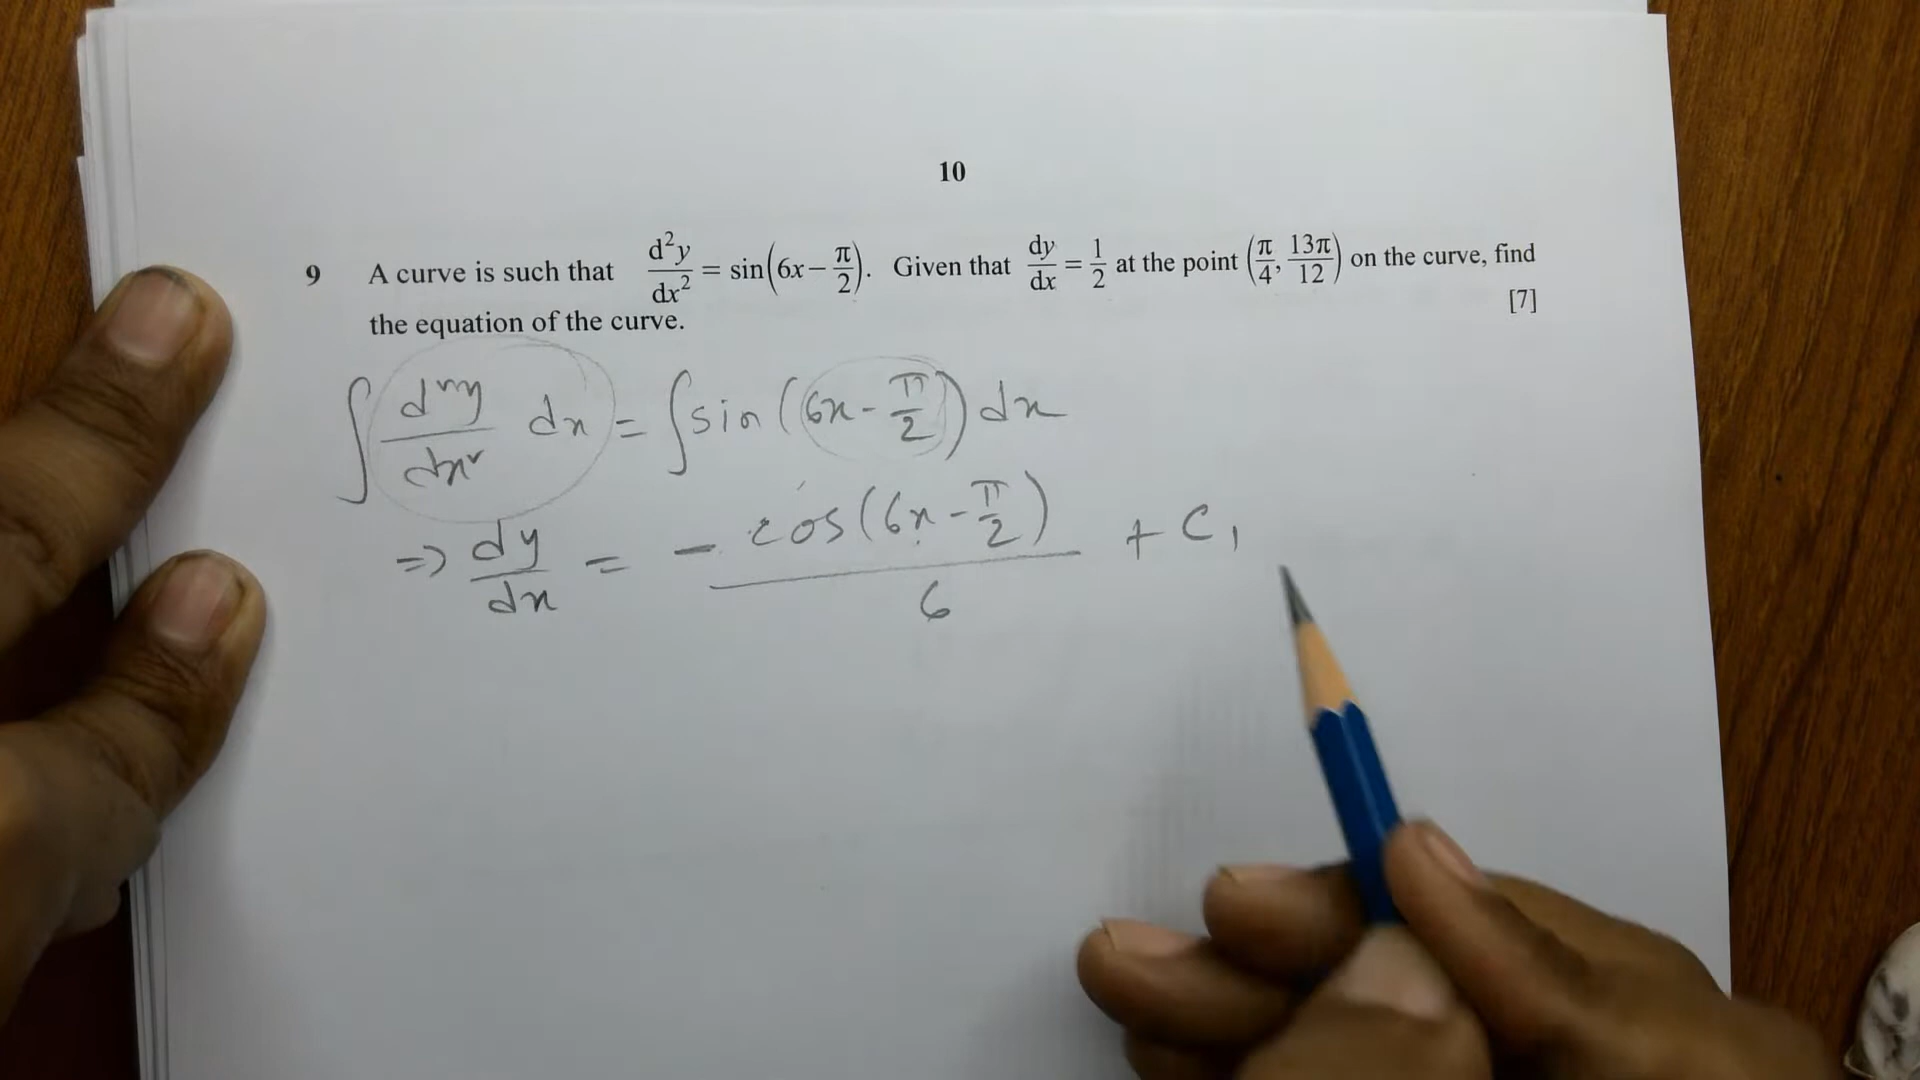 10
9 A curve is such that d²y/dx² = sin(6x − π/2). Given that dy/dx = 1/2 at the point (π/4, 13π/12) on the curve, find
the equation of the curve. [7]
∫ d²y/dx² dx = ∫ sin(6x − π/2) dx
⇒ dy/dx = − cos(6x − π/2)/6 + C₁